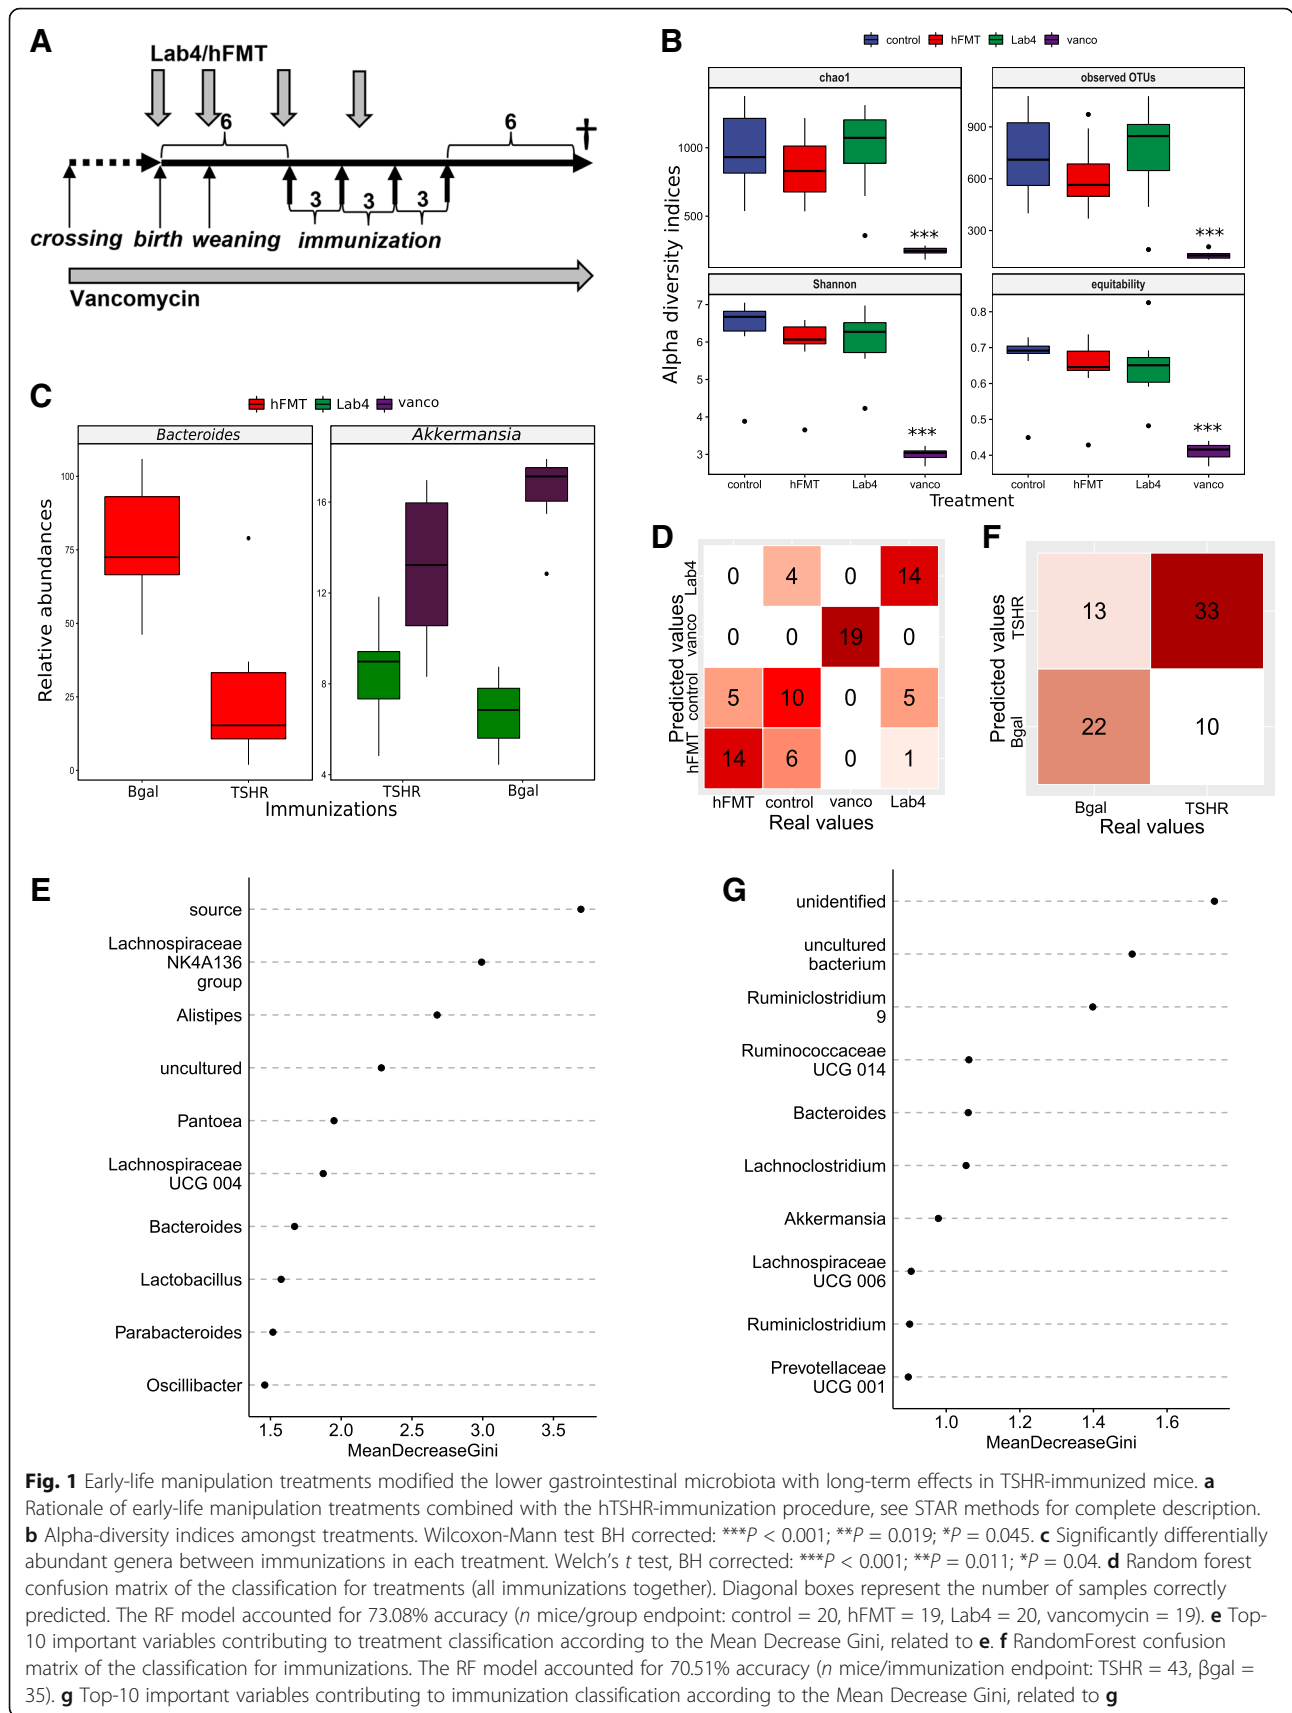 A
Lab4/hFMT
6
6
†
3
3
3
crossing birth weaning immunization
Vancomycin
B
control hFMT Lab4 vanco
chao1
observed OTUs
Alpha diversity indices
1000
500
***
900
600
300
***
Shannon
equitability
7
6
5
4
3
***
0.8
0.7
0.6
0.5
0.4
***
control hFMT Lab4 vanco
control hFMT Lab4 vanco
Treatment
C
hFMT Lab4 vanco
Bacteroides
Akkermansia
Relative abundances
100
75
50
25
0
16
12
8
4
Bgal TSHR
TSHR Bgal
Immunizations
D
Predicted values
Lab4
0 4 0 14
vanco
0 0 19 0
control
5 10 0 5
hFMT
14 6 0 1
hFMT control vanco Lab4
Real values
F
Predicted values
TSHR
13 33
Bgal
22 10
Bgal TSHR
Real values
E
source
Lachnospiraceae
NK4A136
group
Alistipes
uncultured
Pantoea
Lachnospiraceae
UCG 004
Bacteroides
Lactobacillus
Parabacteroides
Oscillibacter
1.5 2.0 2.5 3.0 3.5
MeanDecreaseGini
G
unidentified
uncultured
bacterium
Ruminiclostridium
9
Ruminococcaceae
UCG 014
Bacteroides
Lachnoclostridium
Akkermansia
Lachnospiraceae
UCG 006
Ruminiclostridium
Prevotellaceae
UCG 001
1.0 1.2 1.4 1.6
MeanDecreaseGini
Fig. 1 Early-life manipulation treatments modified the lower gastrointestinal microbiota with long-term effects in TSHR-immunized mice. a
Rationale of early-life manipulation treatments combined with the hTSHR-immunization procedure, see STAR methods for complete description.
b Alpha-diversity indices amongst treatments. Wilcoxon-Mann test BH corrected: ***P < 0.001; **P = 0.019; *P = 0.045. c Significantly differentially
abundant genera between immunizations in each treatment. Welch's t test, BH corrected: ***P < 0.001; **P = 0.011; *P = 0.04. d Random forest
confusion matrix of the classification for treatments (all immunizations together). Diagonal boxes represent the number of samples correctly
predicted. The RF model accounted for 73.08% accuracy (n mice/group endpoint: control = 20, hFMT = 19, Lab4 = 20, vancomycin = 19). e Top-
10 important variables contributing to treatment classification according to the Mean Decrease Gini, related to e. f RandomForest confusion
matrix of the classification for immunizations. The RF model accounted for 70.51% accuracy (n mice/immunization endpoint: TSHR = 43, βgal =
35). g Top-10 important variables contributing to immunization classification according to the Mean Decrease Gini, related to g